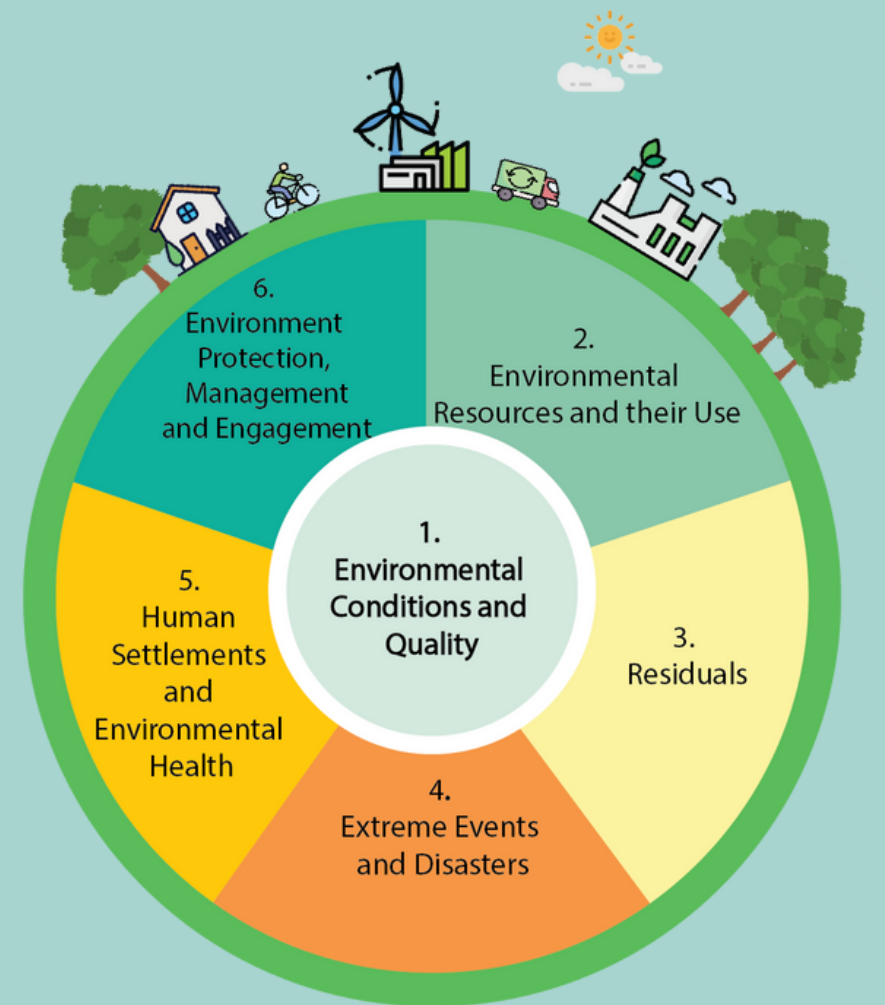 1.
Environmental
Conditions and
Quality
2.
Environmental
Resources and their Use
3.
Residuals
4.
Extreme Events
and Disasters
5.
Human
Settlements
and
Environmental
Health
6.
Environment
Protection,
Management
and Engagement